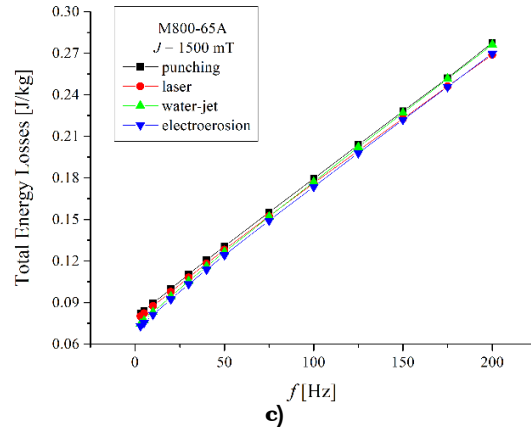 M800-65A
J = 1500 mT
punching
laser
water-jet
electroerosion
Total Energy Losses [J/kg]
0.30
0.27
0.24
0.21
0.18
0.15
0.12
0.09
0.06
0
50
100
150
200
f [Hz]
c)